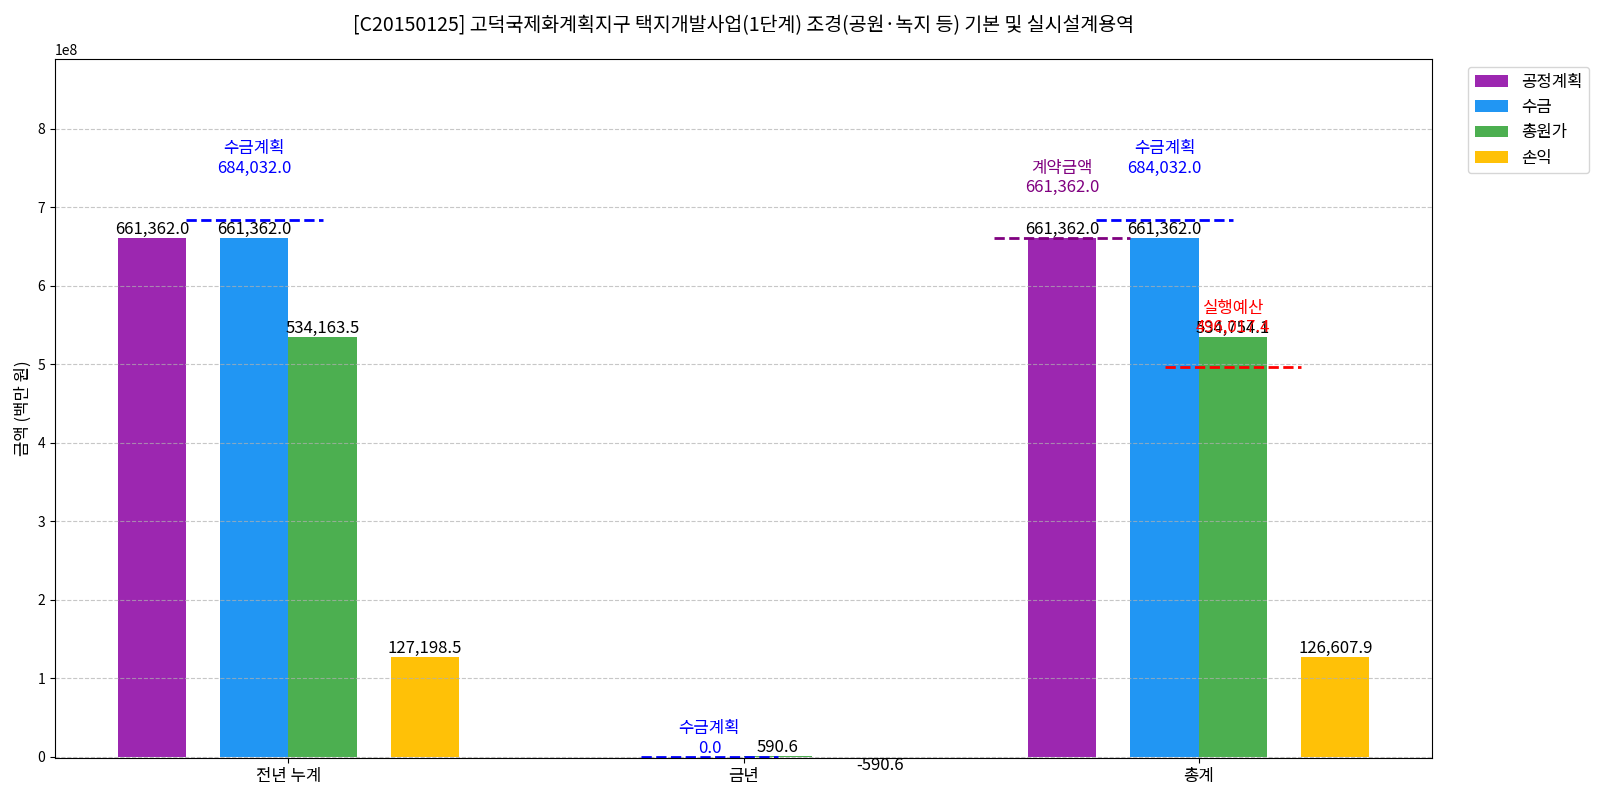 [C20150125] 고덕국제화계획지구 택지개발사업(1단계) 조경(공원·녹지 등) 기본 및 실시설계용역
1e8
공정계획
수금
총원가
손익
금액 (백만 원)
8
7
6
5
4
3
2
1
0
수금계획
684,032.0
661,362.0
661,362.0
534,163.5
127,198.5
수금계획
0.0
590.6
-590.6
계약금액
661,362.0
수금계획
684,032.0
661,362.0
661,362.0
실행예산
534,754.1
126,607.9
전년 누계
금년
총계